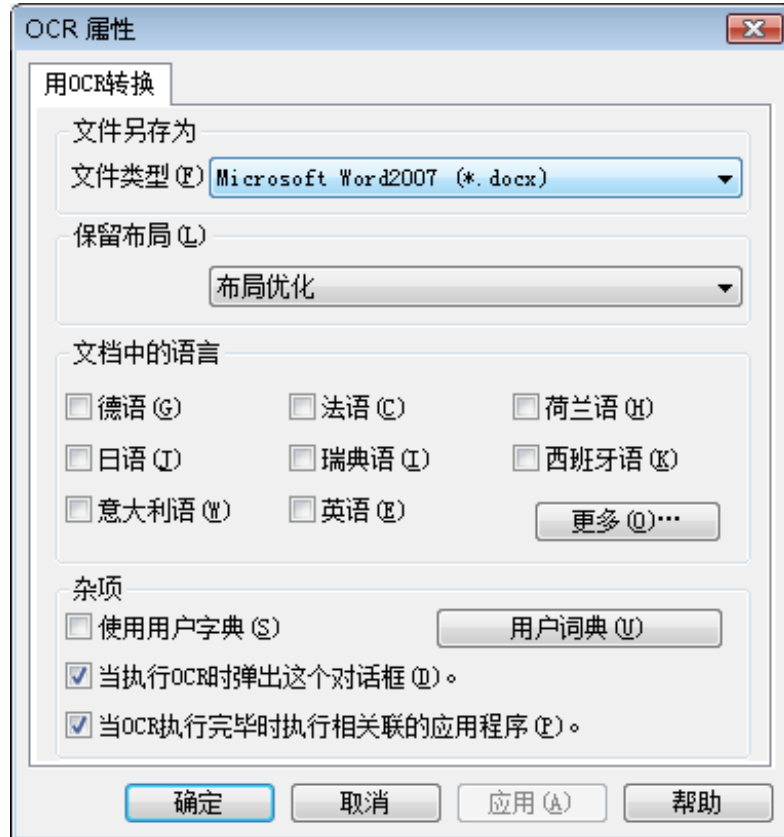 OCR 属性
用OCR转换
文件另存为
文件类型(F) Microsoft Word2007 (*.docx)
保留布局(L)
布局优化
文档中的语言
德语(G) 法语(C) 荷兰语(H)
日语(J) 瑞典语(I) 西班牙语(K)
意大利语(W) 英语(E) 更多(O)…
杂项
使用用户字典(S) 用户词典(U)
当执行OCR时弹出这个对话框(D)。
当OCR执行完毕时执行相关联的应用程序(P)。
确定 取消 应用(A) 帮助